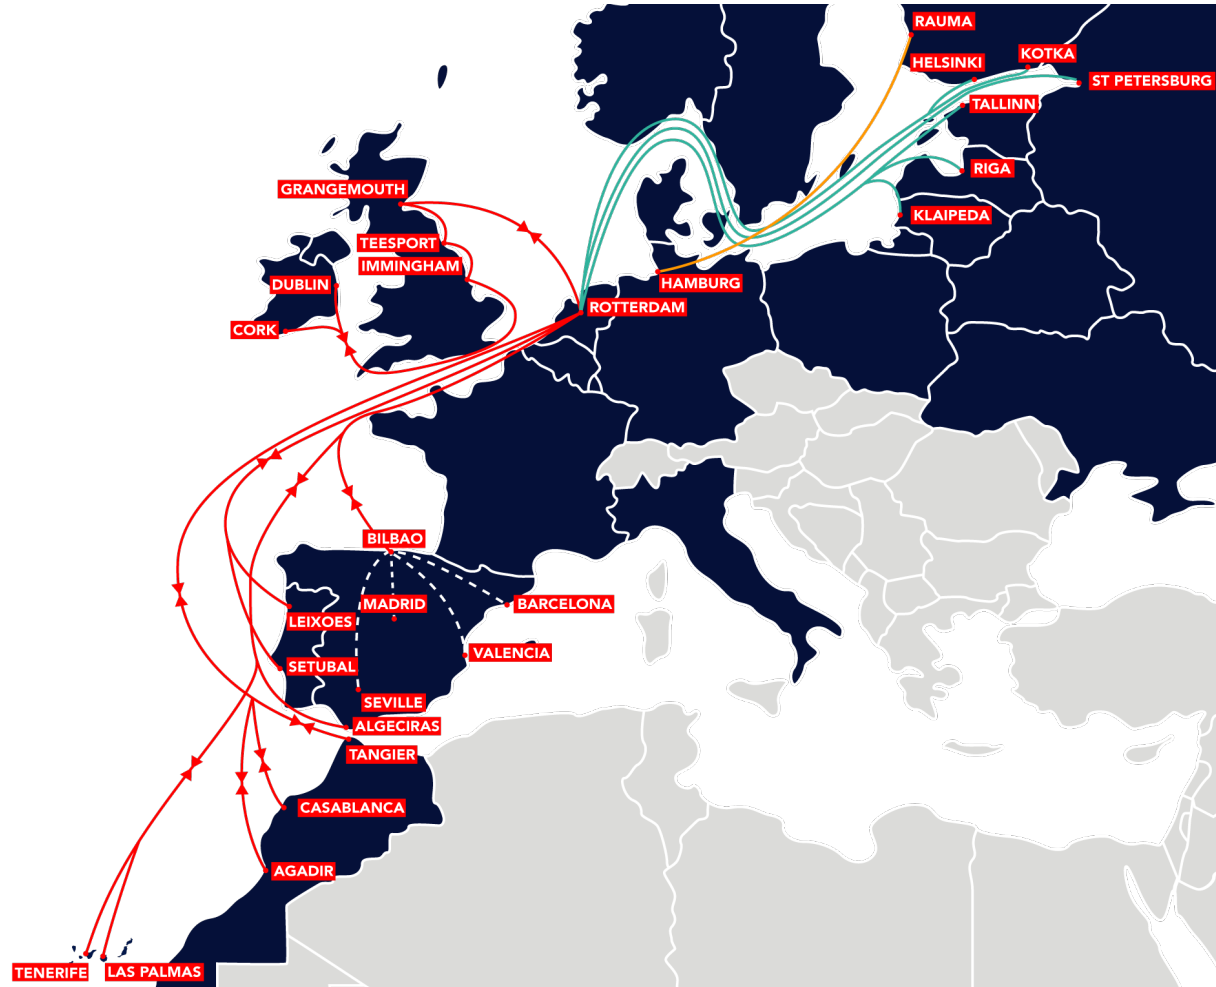 RAUMA
KOTKA
HELSINKI
ST PETERSBURG
TALLINN
RIGA
GRANGEMOUTH
KLAIPEDA
TEESPORT
IMMINGHAM
DUBLIN
HAMBURG
ROTTERDAM
CORK
BILBAO
MADRID
BARCELONA
LEIXOES
VALENCIA
SETUBAL
SEVILLE
ALGECIRAS
TANGIER
CASABLANCA
AGADIR
TENERIFE
LAS PALMAS